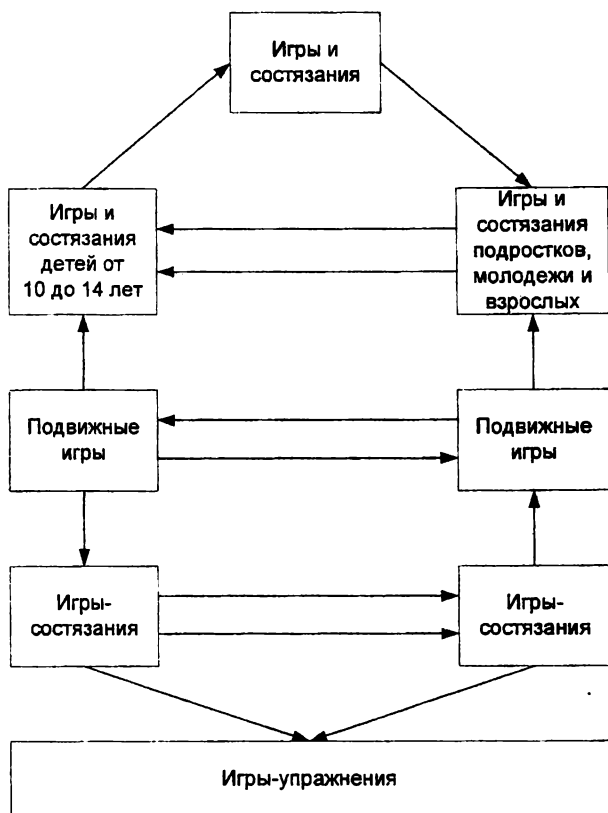 Игры и
состязания
Игры и
состязания
детей от
10 до 14 лет
Игры и
состязания
подростков,
молодежи и
взрослых
Подвижные
игры
Подвижные
игры
Игры-
состязания
Игры-
состязания
Игры-упражнения